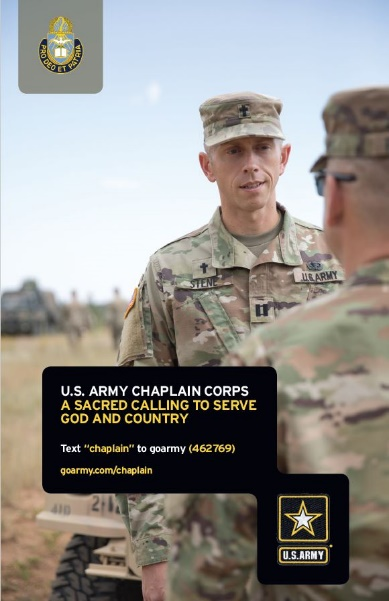 PRO DEO ET PATRIA
STENE
U.S. ARMY
U.S. ARMY CHAPLAIN CORPS
A SACRED CALLING TO SERVE
GOD AND COUNTRY
Text “chaplain” to goarmy (462769)
goarmy.com/chaplain
U.S.ARMY